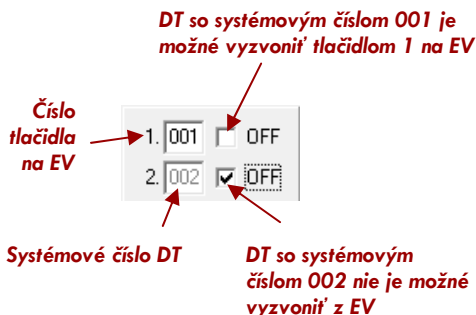 DT so systémovým číslom 001 je
možné vyzvoniť tlačidlom 1 na EV
Číslo
tlačidla
na EV
1. 001 OFF
2. 002 OFF
Systémové číslo DT
DT so systémovým
číslom 002 nie je možné
vyzvoniť z EV